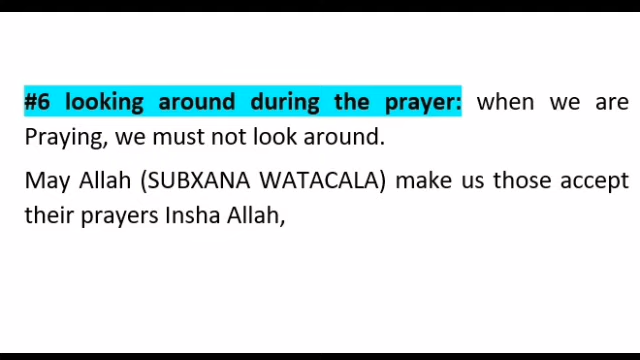 #6 looking around during the prayer: when we are
Praying, we must not look around.
May Allah (SUBXANA WATACALA) make us those accept
their prayers Insha Allah,